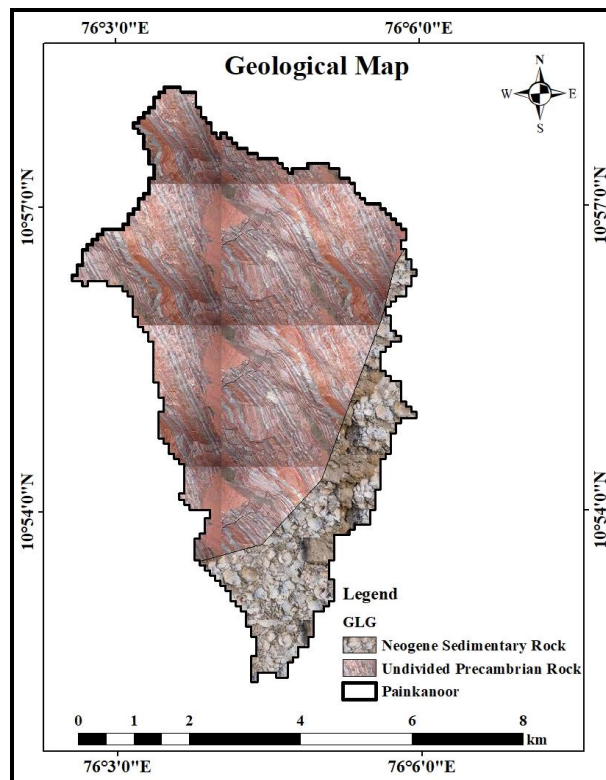 76°3'0"E 76°6'0"E
Geological Map
N
W E
S
10°57'0"N 10°57'0"N
10°54'0"N 10°54'0"N
Legend
GLG
Neogene Sedimentary Rock
Undivided Precambrian Rock
Painkanoor
0 1 2 4 6 8
km
76°3'0"E 76°6'0"E